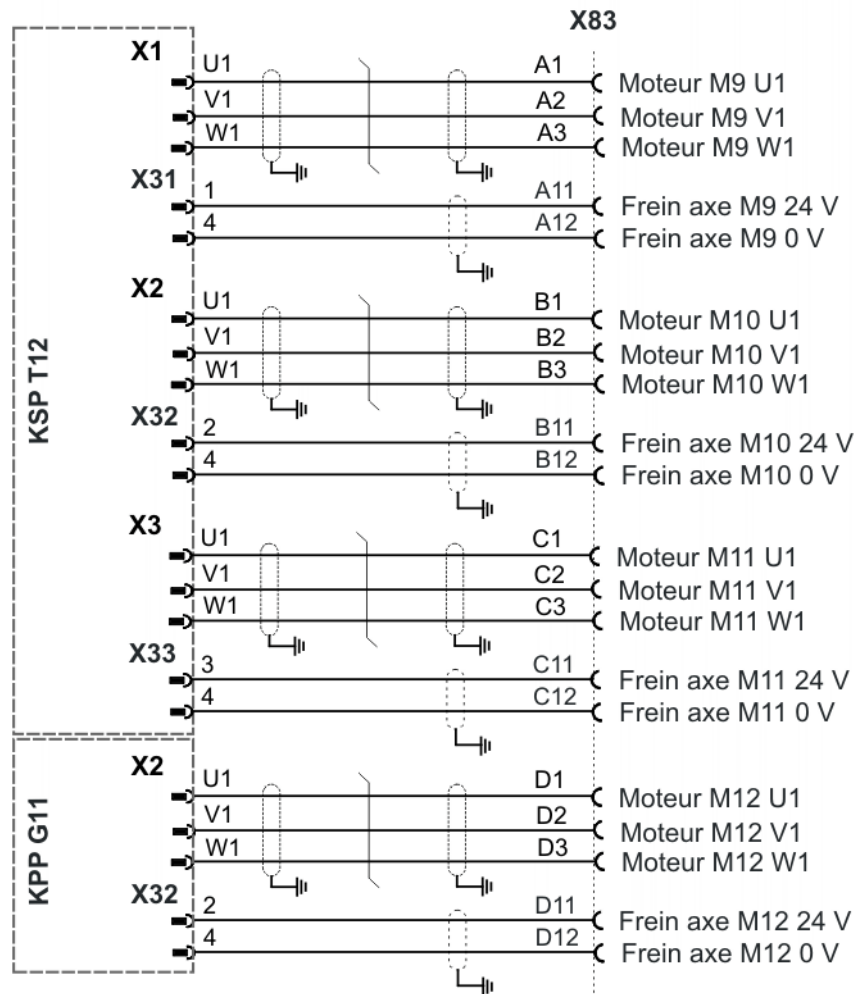 X83
KSP T12
X1
U1 A1 Moteur M9 U1
V1 A2 Moteur M9 V1
W1 A3 Moteur M9 W1
X31
1 A11 Frein axe M9 24 V
4 A12 Frein axe M9 0 V
X2
U1 B1 Moteur M10 U1
V1 B2 Moteur M10 V1
W1 B3 Moteur M10 W1
X32
2 B11 Frein axe M10 24 V
4 B12 Frein axe M10 0 V
X3
U1 C1 Moteur M11 U1
V1 C2 Moteur M11 V1
W1 C3 Moteur M11 W1
X33
3 C11 Frein axe M11 24 V
4 C12 Frein axe M11 0 V
KPP G11
X2
U1 D1 Moteur M12 U1
V1 D2 Moteur M12 V1
W1 D3 Moteur M12 W1
X32
2 D11 Frein axe M12 24 V
4 D12 Frein axe M12 0 V